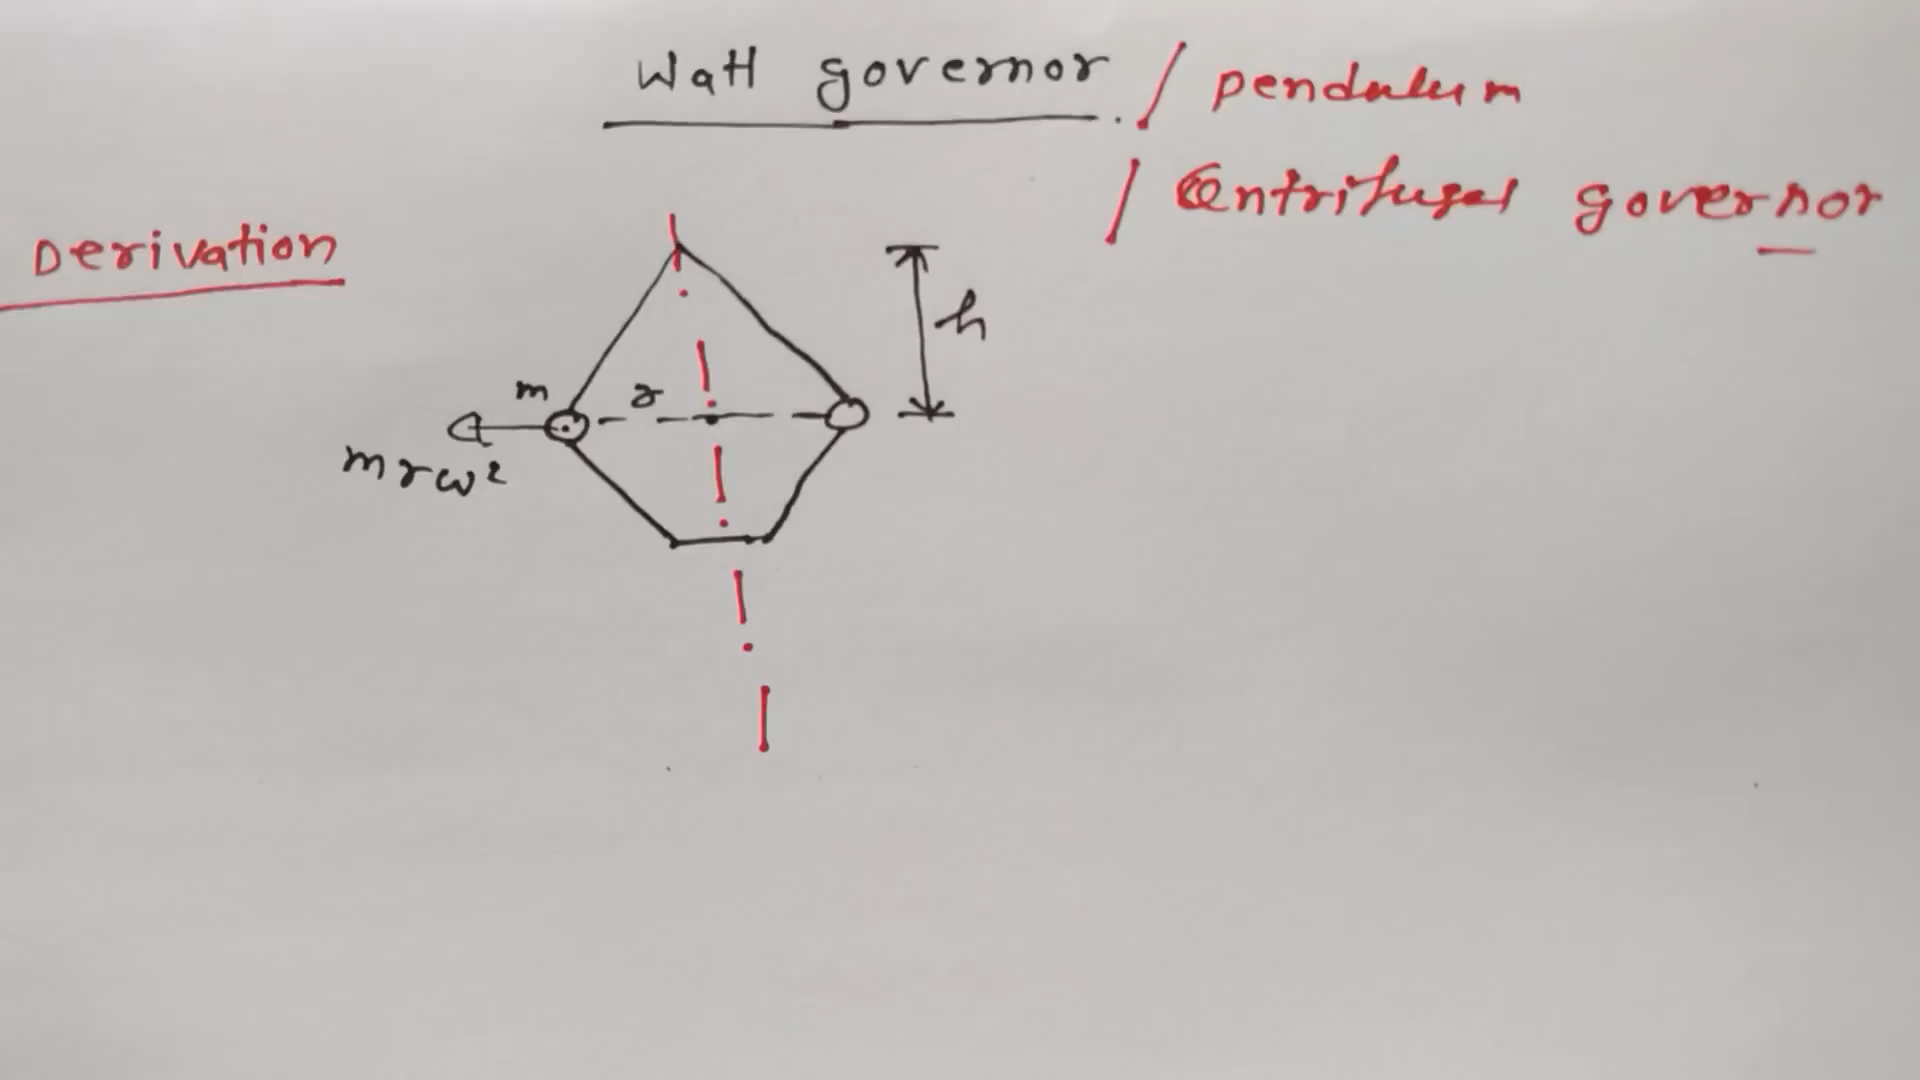 Watt governor. / pendulum
/ Centrifugal governor
Derivation
h
m r
mrω²